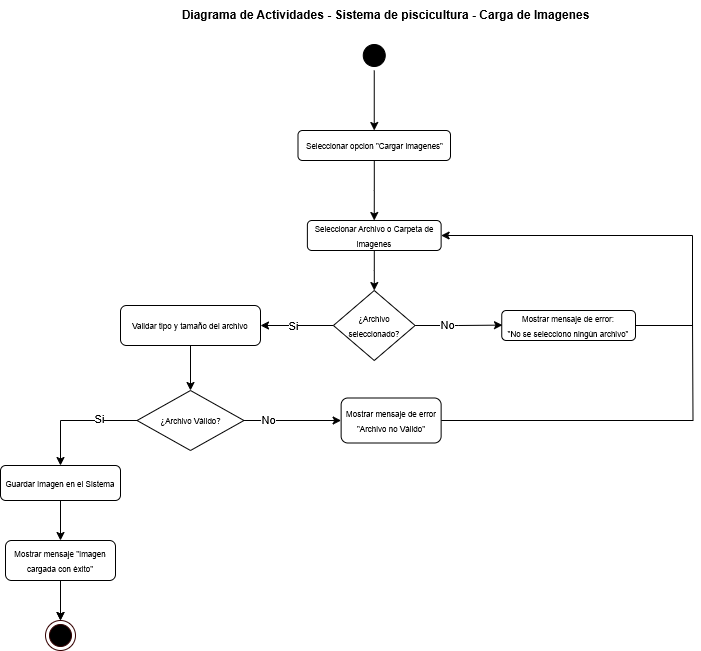 Diagrama de Actividades - Sistema de piscicultura - Carga de Imagenes
Seleccionar opcion "Cargar Imagenes"
Seleccionar Archivo o Carpeta de
Imagenes
¿Archivo
seleccionado?
Si
No
Validar tipo y tamaño del archivo
Mostrar mensaje de error:
"No se selecciono ningún archivo"
¿Archivo Válido?
Si
No
Mostrar mensaje de error
"Archivo no Válido"
Guardar imagen en el Sistema
Mostrar mensaje "Imagen
cargada con éxito"